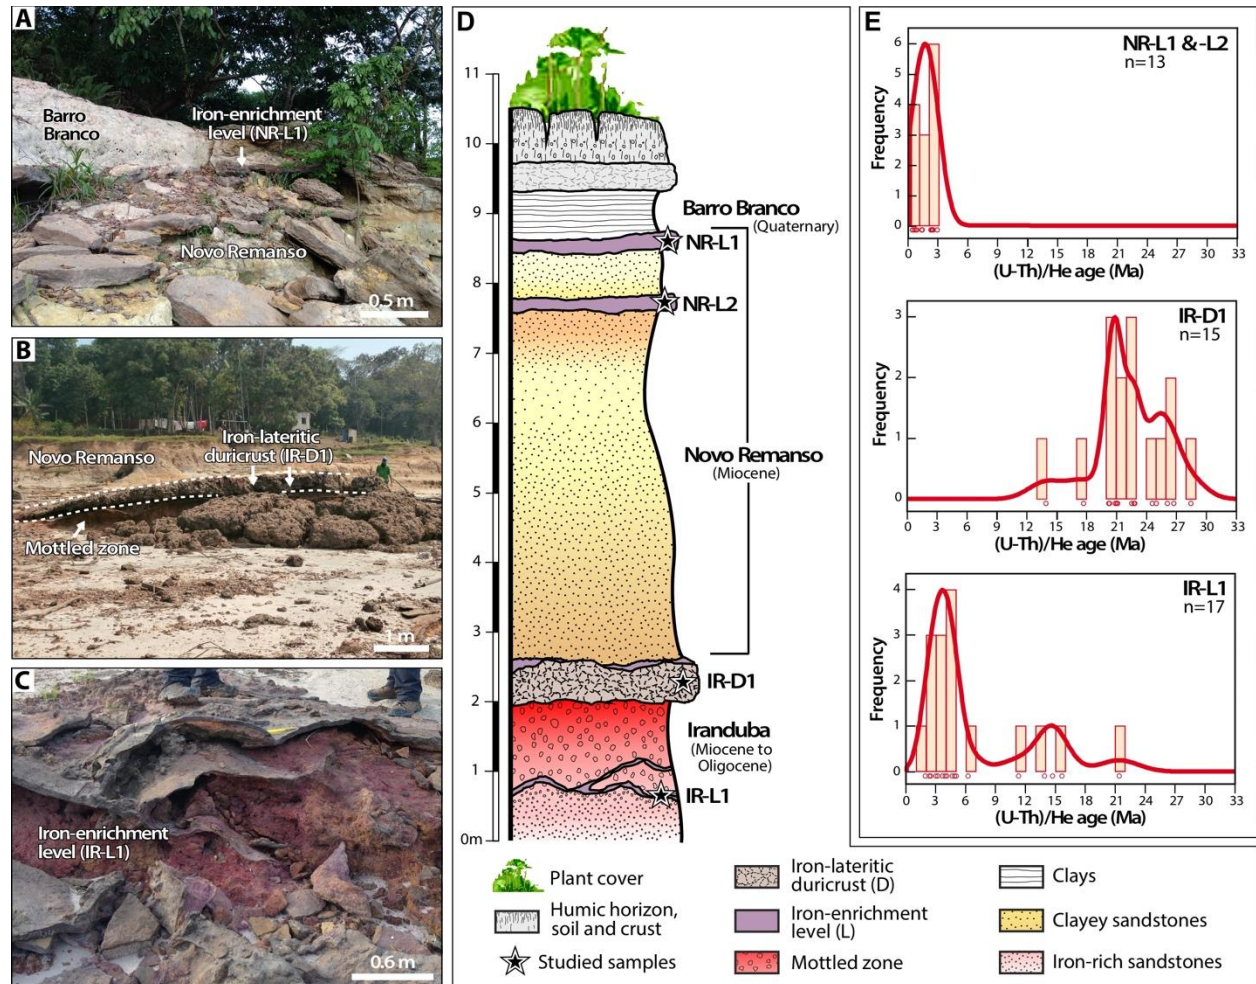 A
Barro
Branco
Iron-enrichment
level (NR-L1)
Novo Remanso
0.5 m
B
Novo Remanso
Iron-lateritic
duricrust (IR-D1)
Mottled zone
1 m
C
Iron-enrichment
level (IR-L1)
0.6 m
D
11
10
9
8
7
6
5
4
3
2
1
0m
Barro Branco
(Quaternary)
NR-L1
NR-L2
Novo Remanso
(Miocene)
IR-D1
Iranduba
(Miocene to
Oligocene)
IR-L1
Plant cover
Humic horizon,
soil and crust
Studied samples
Iron-lateritic
duricrust (D)
Iron-enrichment
level (L)
Mottled zone
Clays
Clayey sandstones
Iron-rich sandstones
E
NR-L1 & -L2
n=13
Frequency
6
5
4
3
2
1
0
0 3 6 9 12 15 18 21 24 27 30 33
(U-Th)/He age (Ma)
IR-D1
n=15
Frequency
3
2
1
0
0 3 6 9 12 15 18 21 24 27 30 33
(U-Th)/He age (Ma)
IR-L1
n=17
Frequency
4
3
2
1
0
0 3 6 9 12 15 18 21 24 27 30 33
(U-Th)/He age (Ma)